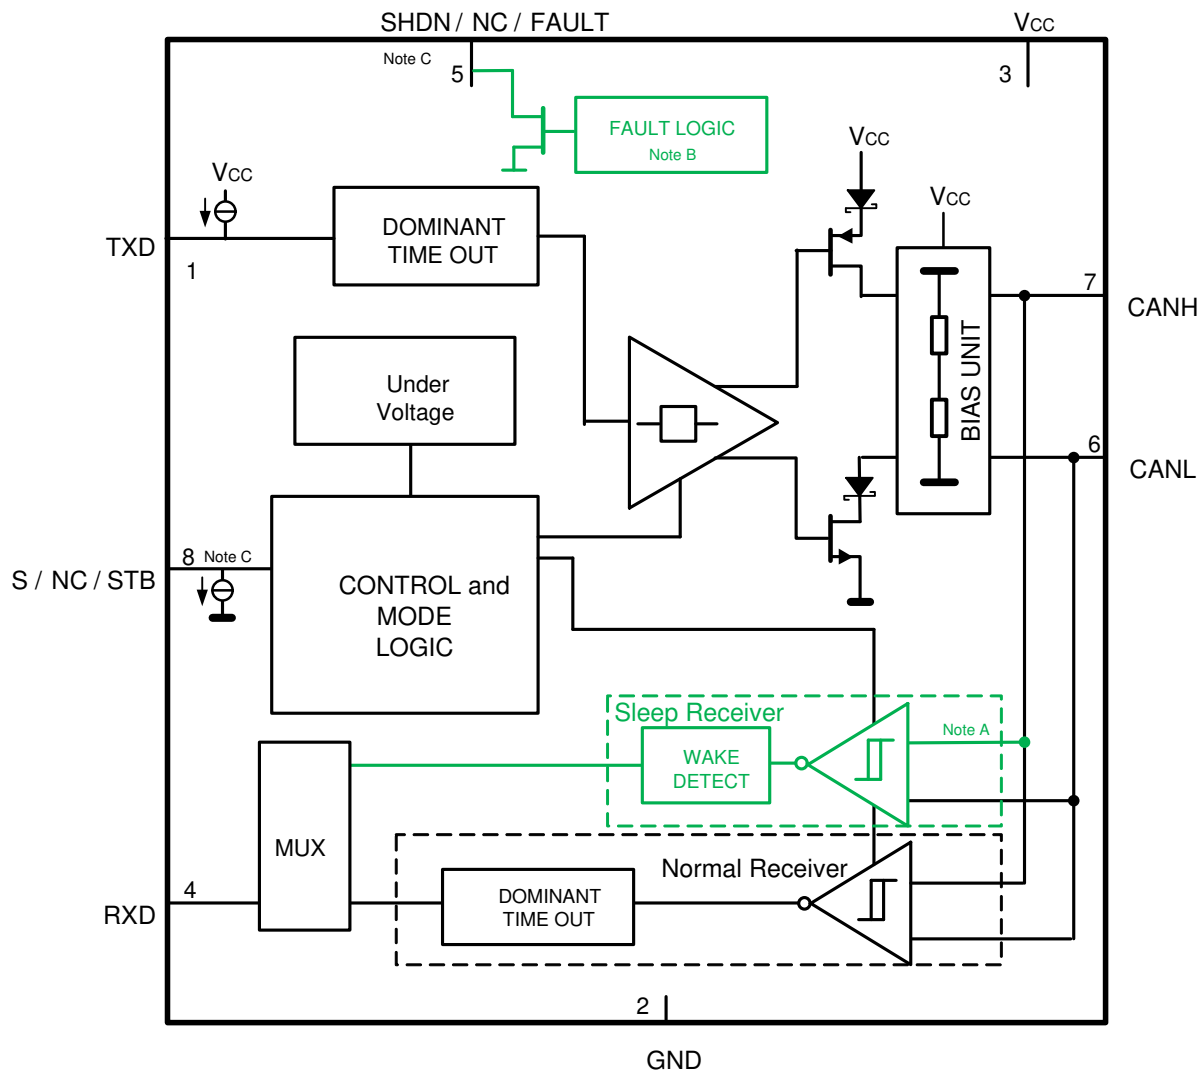 SHDN / NC / FAULT
VCC
Note C
5
3
FAULT LOGIC
Note B
VCC
VCC
VCC
DOMINANT
TIME OUT
TXD
1
7
CANH
BIAS UNIT
Under
Voltage
6
CANL
8
Note C
S / NC / STB
CONTROL and
MODE
LOGIC
Sleep Receiver
Note A
WAKE
DETECT
MUX
Normal Receiver
4
DOMINANT
TIME OUT
RXD
2
GND